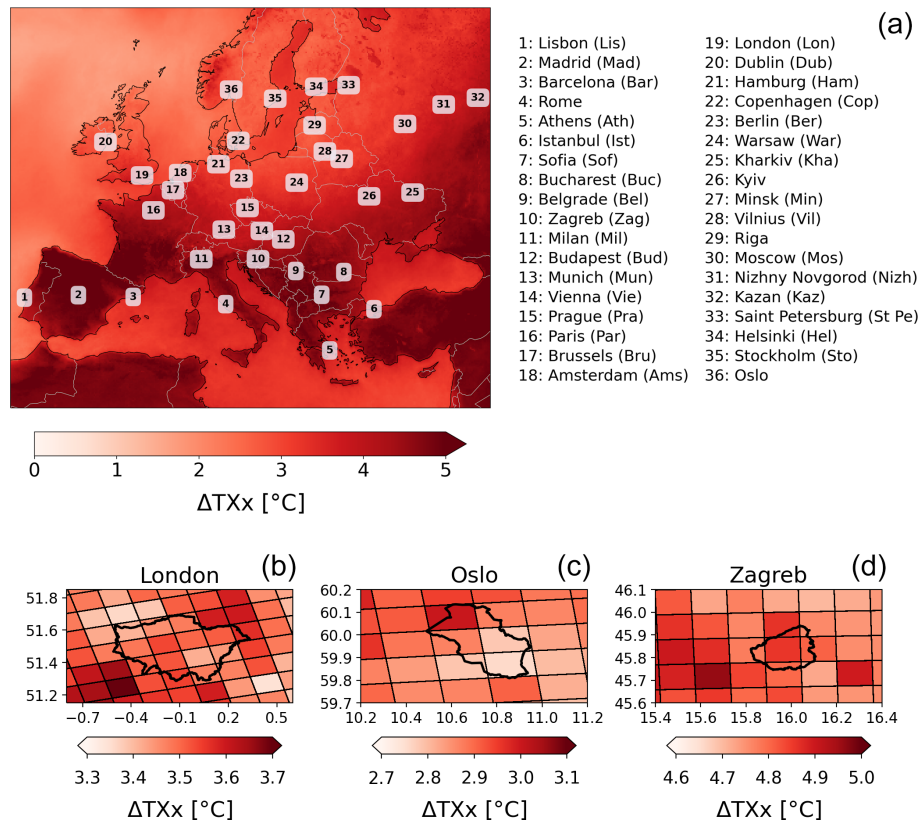 (a)
36
35
34
33
32
31
30
29
28
27
20
22
21
19
18
17
23
24
26
25
16
15
13
14
12
11
10
9
8
1
2
3
4
7
6
5
1: Lisbon (Lis)
2: Madrid (Mad)
3: Barcelona (Bar)
4: Rome
5: Athens (Ath)
6: Istanbul (Ist)
7: Sofia (Sof)
8: Bucharest (Buc)
9: Belgrade (Bel)
10: Zagreb (Zag)
11: Milan (Mil)
12: Budapest (Bud)
13: Munich (Mun)
14: Vienna (Vie)
15: Prague (Pra)
16: Paris (Par)
17: Brussels (Bru)
18: Amsterdam (Ams)
19: London (Lon)
20: Dublin (Dub)
21: Hamburg (Ham)
22: Copenhagen (Cop)
23: Berlin (Ber)
24: Warsaw (War)
25: Kharkiv (Kha)
26: Kyiv
27: Minsk (Min)
28: Vilnius (Vil)
29: Riga
30: Moscow (Mos)
31: Nizhny Novgorod (Nizh)
32: Kazan (Kaz)
33: Saint Petersburg (St Pe)
34: Helsinki (Hel)
35: Stockholm (Sto)
36: Oslo
0 1 2 3 4 5
ΔTXx [°C]
London (b)
51.8
51.6
51.4
51.2
−0.7 −0.4 −0.1 0.2 0.5
3.3 3.4 3.5 3.6 3.7
ΔTXx [°C]
Oslo (c)
60.2
60.1
60.0
59.9
59.8
59.7
10.2 10.4 10.6 10.8 11.0 11.2
2.7 2.8 2.9 3.0 3.1
ΔTXx [°C]
Zagreb (d)
46.1
45.9
45.8
45.7
45.6
15.4 15.6 15.8 16.0 16.2 16.4
4.6 4.7 4.8 4.9 5.0
ΔTXx [°C]